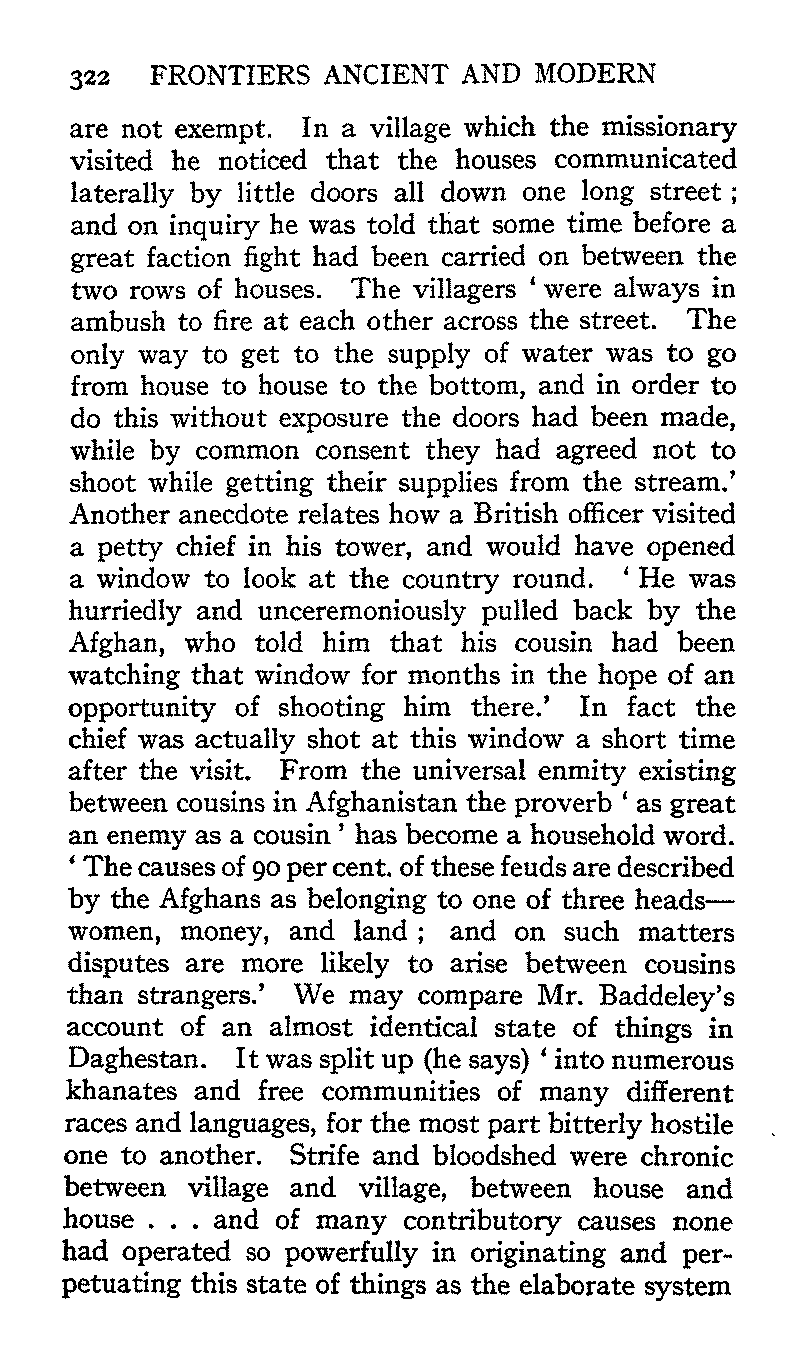 322 FRONTIERS ANCIENT AND MODERN
are not exempt. In a village which the missionary
visited he noticed that the houses communicated
laterally by little doors all down one long street ;
and on inquiry he was told that some time before a
great faction fight had been carried on between the
two rows of houses. The villagers ‘ were always in
ambush to fire at each other across the street. The
only way to get to the supply of water was to go
from house to house to the bottom, and in order to
do this without exposure the doors had been made,
while by common consent they had agreed not to
shoot while getting their supplies from the stream.’
Another anecdote relates how a British officer visited
a petty chief in his tower, and would have opened
a window to look at the country round. ‘ He was
hurriedly and unceremoniously pulled back by the
Afghan, who told him that his cousin had been
watching that window for months in the hope of an
opportunity of shooting him there.’ In fact the
chief was actually shot at this window a short time
after the visit. From the universal enmity existing
between cousins in Afghanistan the proverb ‘ as great
an enemy as a cousin ’ has become a household word.
‘ The causes of 90 per cent. of these feuds are described
by the Afghans as belonging to one of three heads—
women, money, and land ; and on such matters
disputes are more likely to arise between cousins
than strangers.’ We may compare Mr. Baddeley’s
account of an almost identical state of things in
Daghestan. It was split up (he says) ‘ into numerous
khanates and free communities of many different
races and languages, for the most part bitterly hostile
one to another. Strife and bloodshed were chronic
between village and village, between house and
house . . . and of many contributory causes none
had operated so powerfully in originating and per-
petuating this state of things as the elaborate system